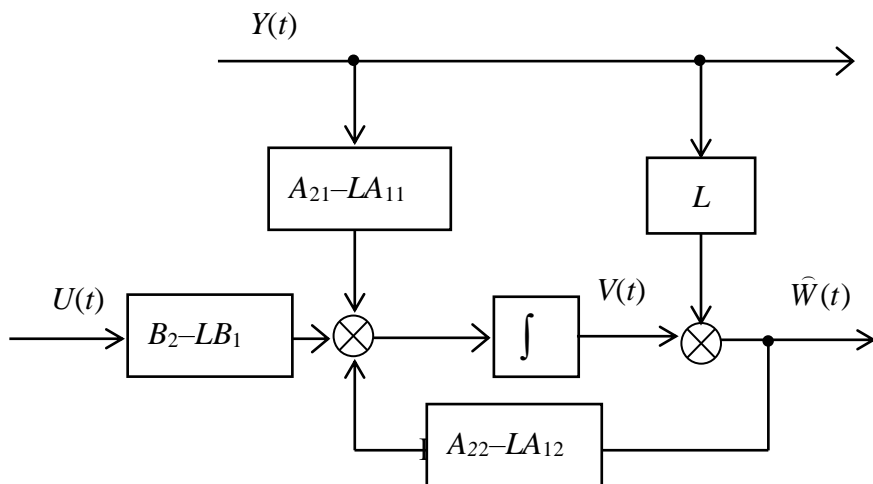 Y(t)
A₂₁–LA₁₁
L
U(t)
B₂–LB₁
∫
V(t)
Ŵ(t)
A₂₂–LA₁₂